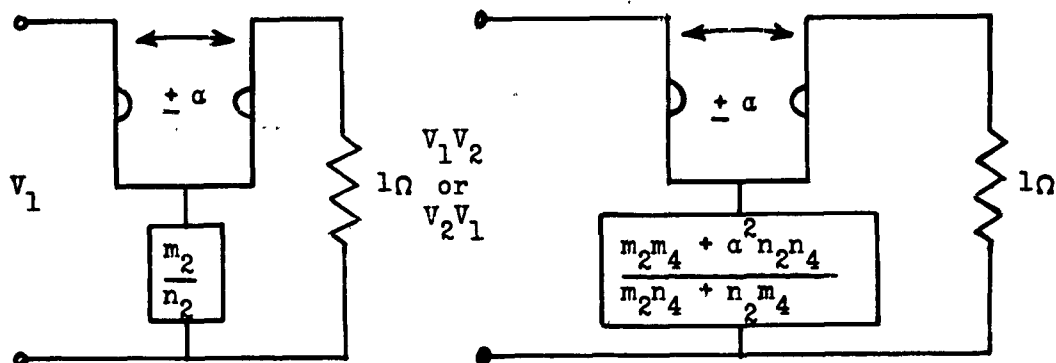 ± α
V₁
1Ω
m₂
n₂
V₁V₂
or
V₂V₁
± α
1Ω
m₂m₄ + α²n₂n₄
m₂n₄ + n₂m₄